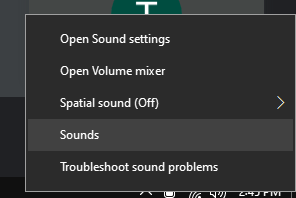 T
Open Sound settings
Open Volume mixer
Spatial sound (Off)
Sounds
Troubleshoot sound problems
2:45 PM